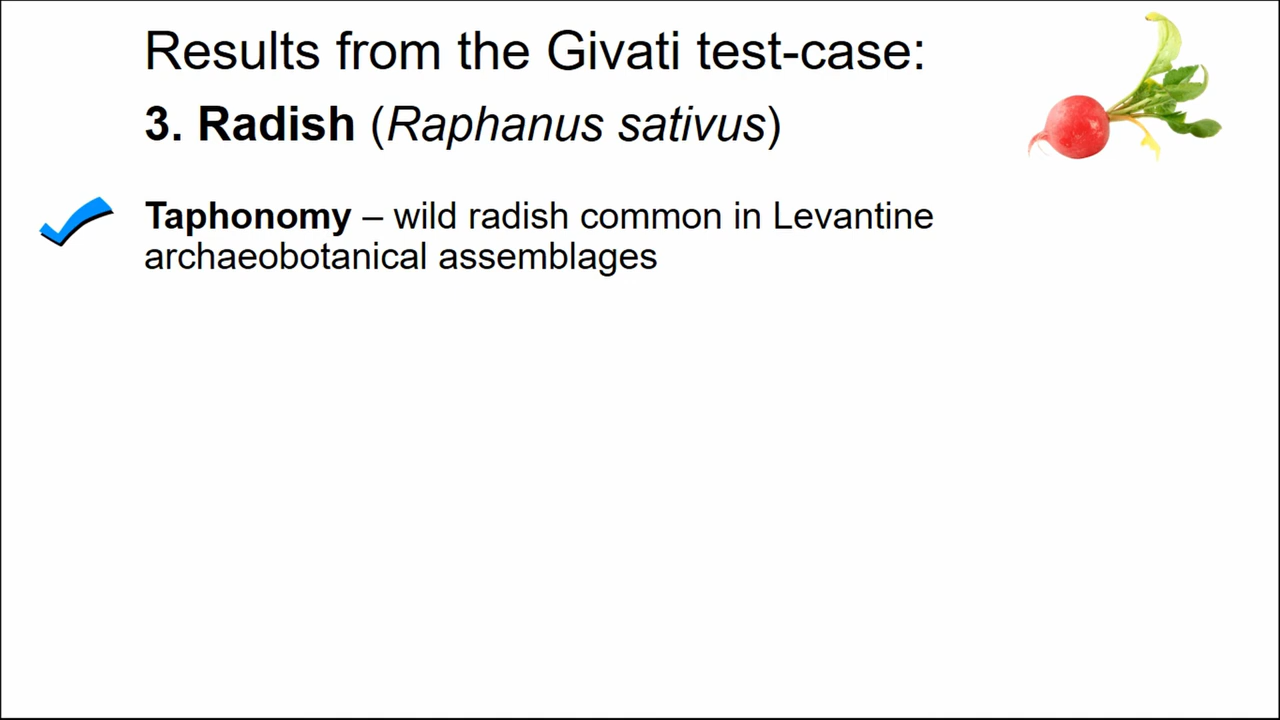 Results from the Givati test-case:
3. Radish (Raphanus sativus)
Taphonomy – wild radish common in Levantine
archaeobotanical assemblages